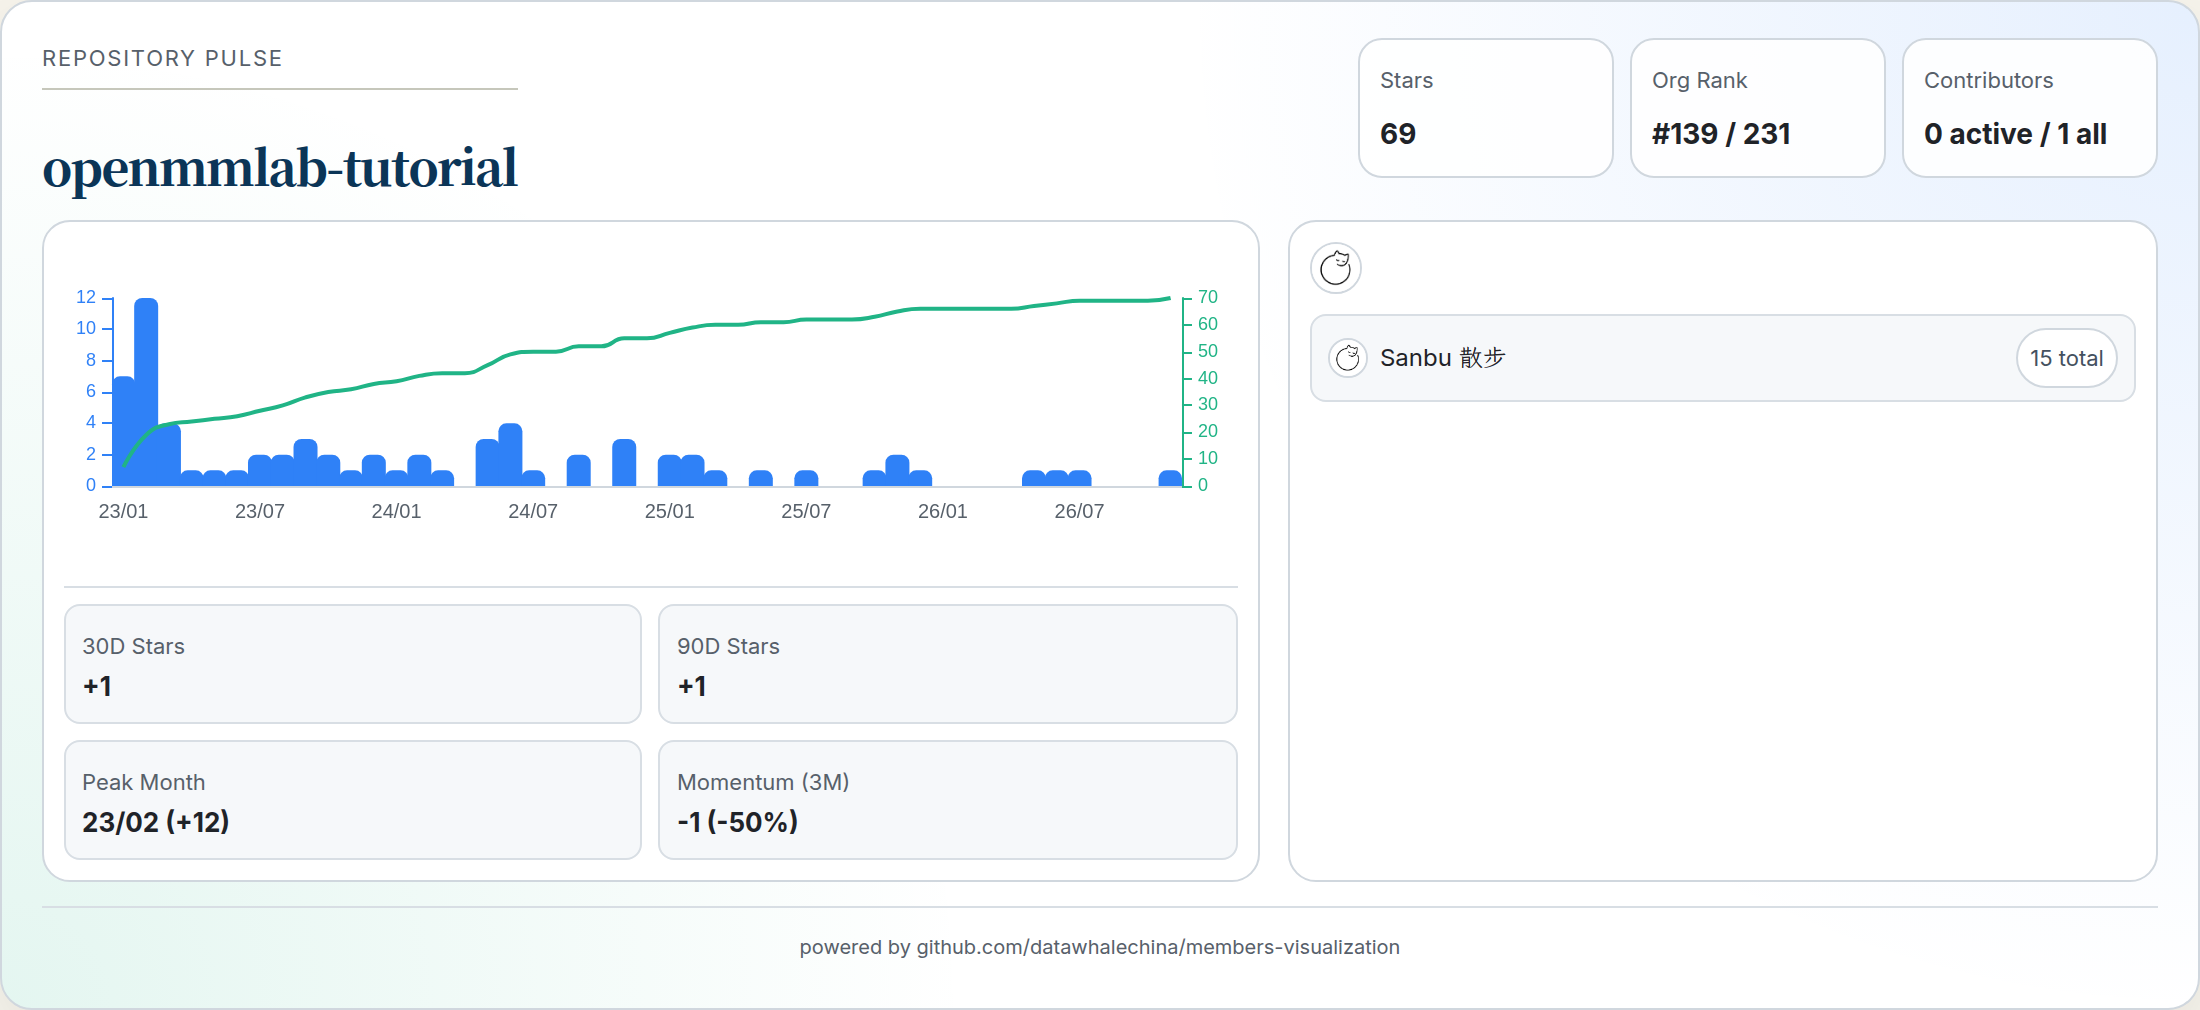 REPOSITORY PULSE
openmmlab-tutorial
Stars
69
Org Rank
#139 / 231
Contributors
0 active / 1 all
12
10
8
6
4
2
0
70
60
50
40
30
20
10
0
23/01
23/07
24/01
24/07
25/01
25/07
26/01
26/07
30D Stars
+1
90D Stars
+1
Peak Month
23/02 (+12)
Momentum (3M)
-1 (-50%)
Sanbu 散步
15 total
powered by github.com/datawhalechina/members-visualization